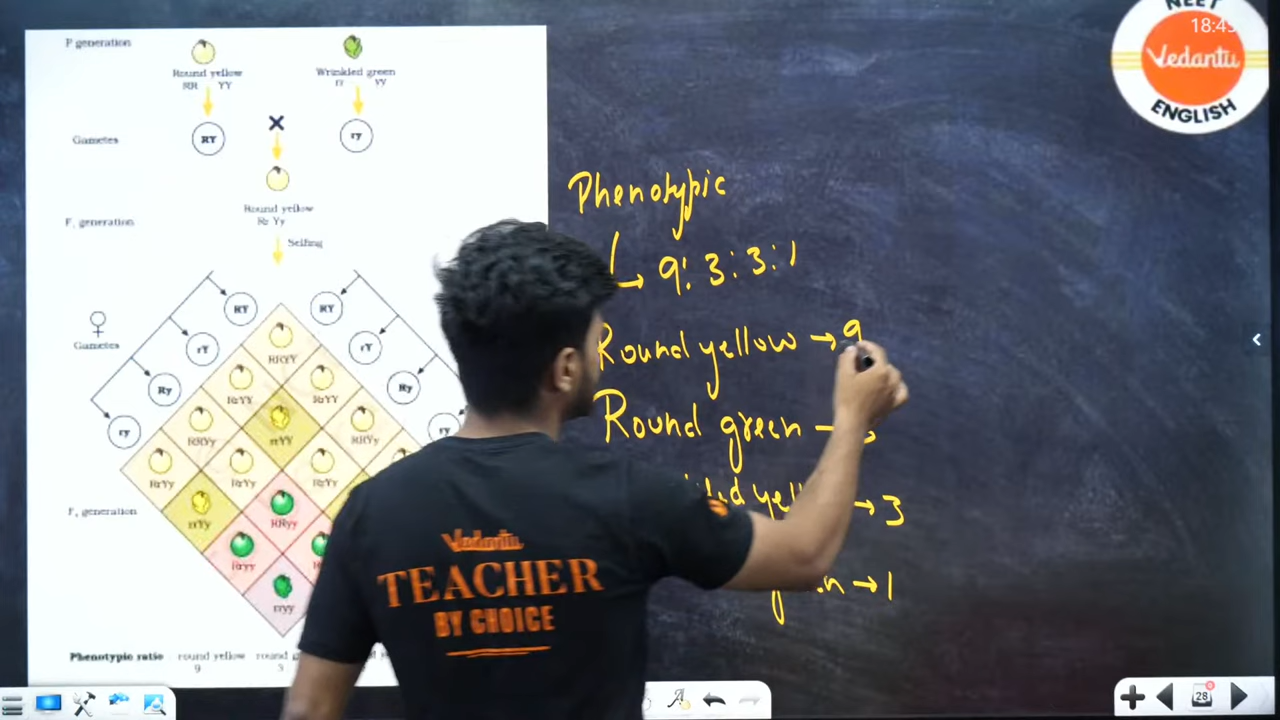 NEET
18:45
Vedantu
ENGLISH
P generation
Round yellow
RR YY
Wrinkled green
rr yy
Gametes
RY
ry
F₁ generation
Round yellow
Rr Yy
Selfing
Gametes
RY
rY
Ry
ry
RY
rY
Ry
ry
RRYY
RrYY
RrYY
RRYy
rrYY
RRYy
RrYy
RrYy
RrYy
rrYy
RRyy
Rryy
rryy
F₂ generation
Phenotypic ratio : round yellow round
9
Phenotypic
9:3:3:1
Round yellow → 9
Round green
→ 3
→ 1
Vedantu
TEACHER
BY CHOICE
28